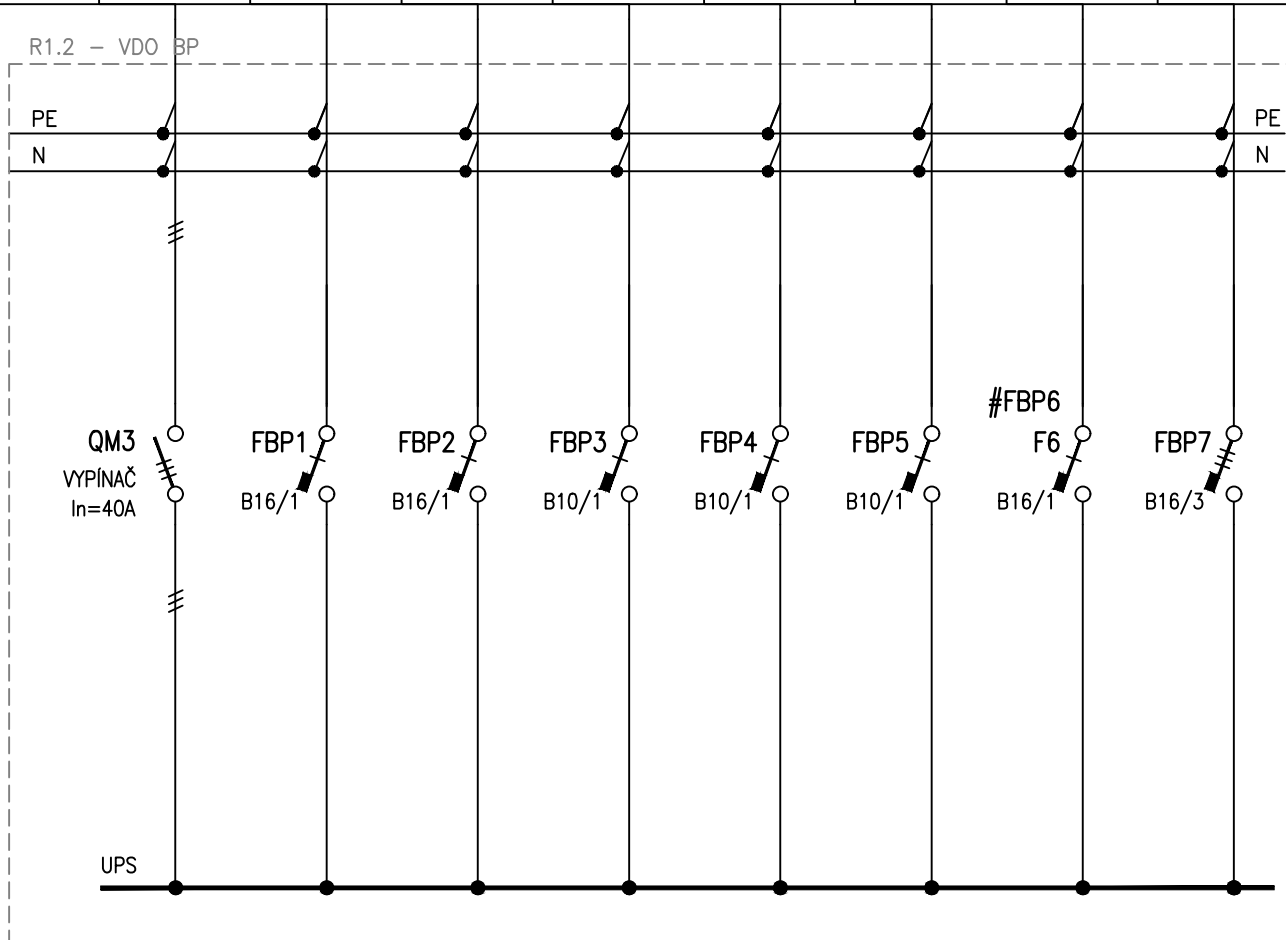 R1.2 – VDO BP
PE PE
N N
#FBP6
QM3 FBP1 FBP2 FBP3 FBP4 FBP5 F6 FBP7
VYPÍNAČ
In=40A B16/1 B16/1 B10/1 B10/1 B10/1 B16/1 B16/3
UPS